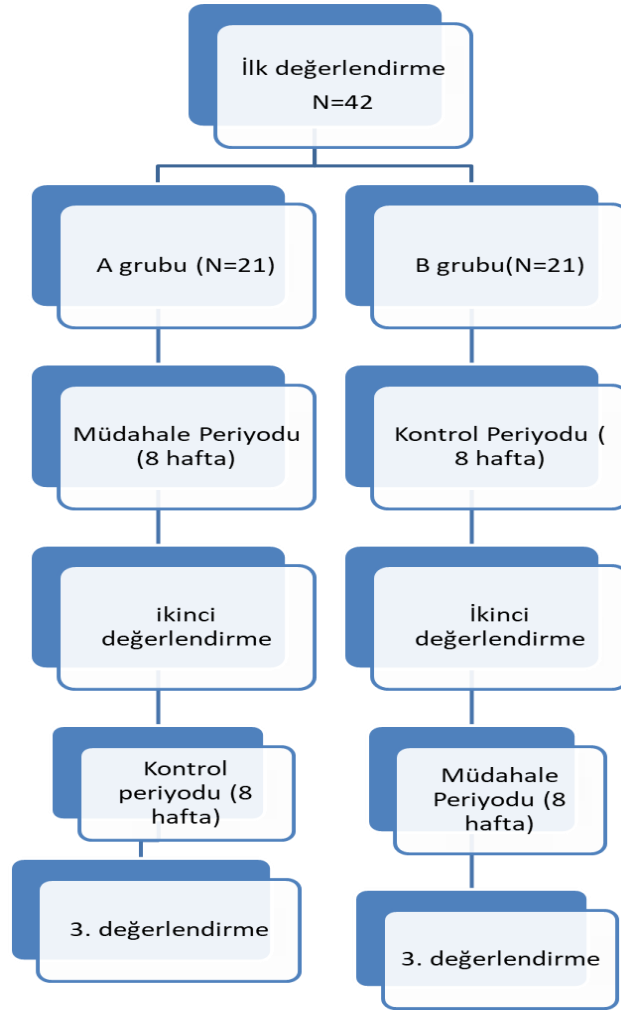 İlk değerlendirme
N=42
A grubu (N=21)
B grubu(N=21)
Müdahale Periyodu
(8 hafta)
Kontrol Periyodu (
8 hafta)
ikinci
değerlendirme
İkinci
değerlendirme
Kontrol
periyodu (8
hafta)
Müdahale
Periyodu (8
hafta)
3. değerlendirme
3. değerlendirme